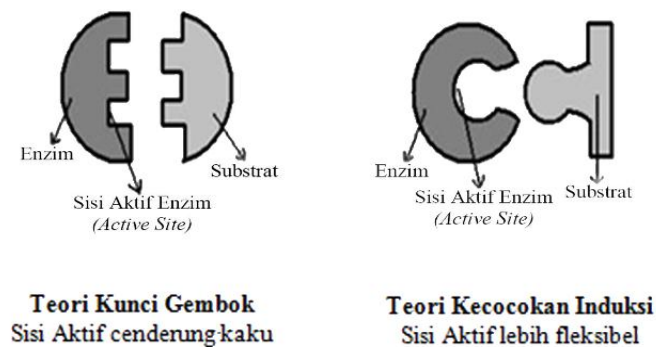 Enzim
Substrat
Sisi Aktif Enzim
(Active Site)
Teori Kunci Gembok
Sisi Aktif cenderung kaku
Enzim
Substrat
Sisi Aktif Enzim
(Active Site)
Teori Kecocokan Induksi
Sisi Aktif lebih fleksibel